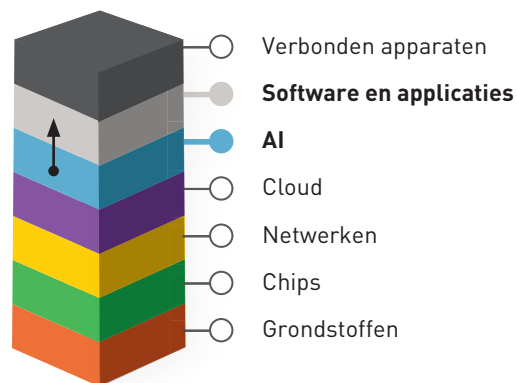 Verbonden apparaten
Software en applicaties
AI
Cloud
Netwerken
Chips
Grondstoffen